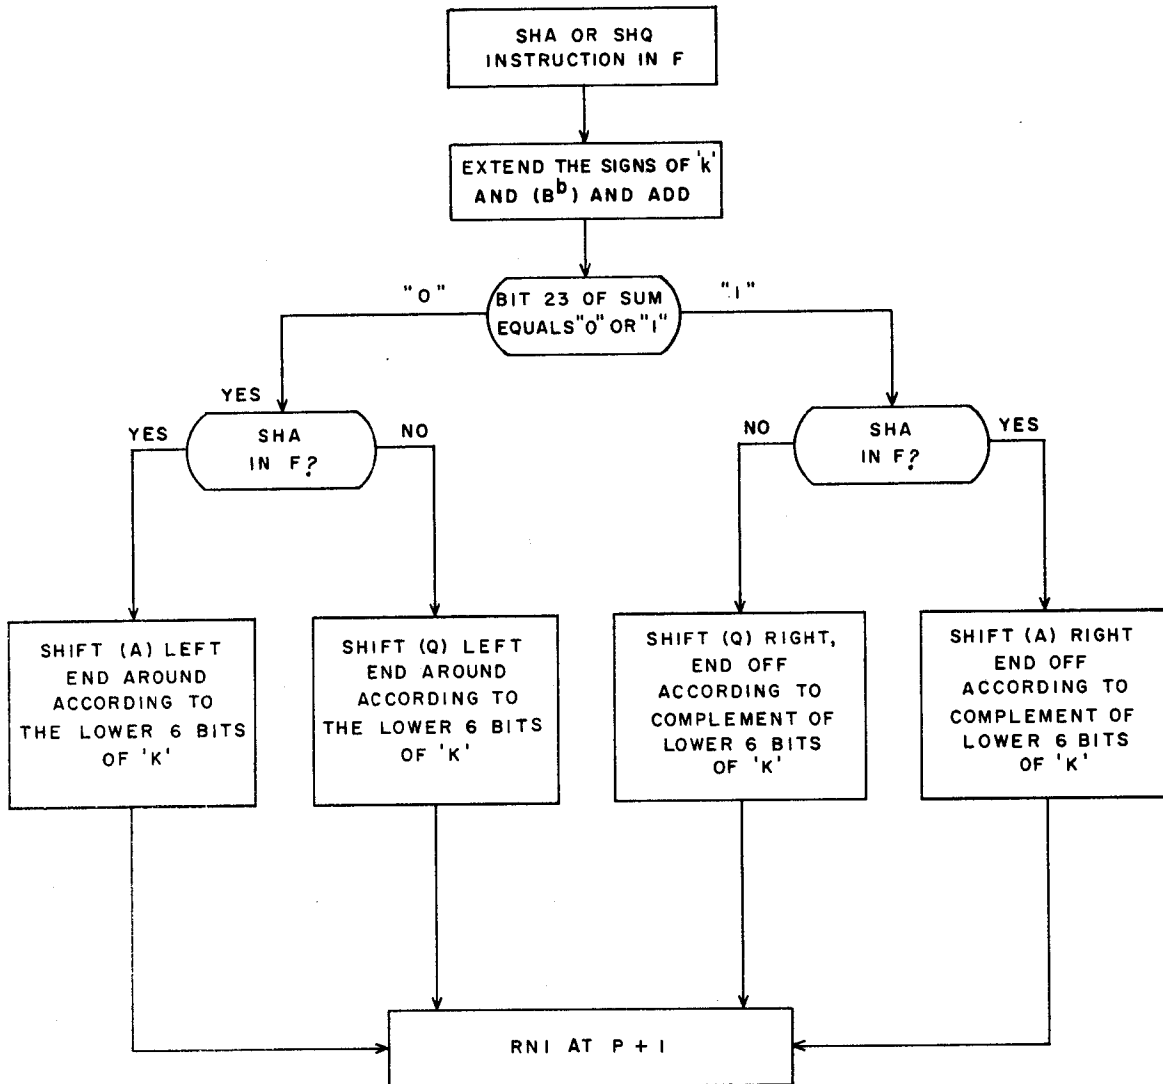 SHA OR SHQ
INSTRUCTION IN F
EXTEND THE SIGNS OF 'k'
AND (B^b) AND ADD
"0"
BIT 23 OF SUM
EQUALS "0" OR "1"
"1"
YES
YES
SHA
IN F?
NO
NO
SHA
IN F?
YES
SHIFT (A) LEFT
END AROUND
ACCORDING TO
THE LOWER 6 BITS
OF 'K'
SHIFT (Q) LEFT
END AROUND
ACCORDING TO
THE LOWER 6 BITS
OF 'K'
SHIFT (Q) RIGHT,
END OFF
ACCORDING TO
COMPLEMENT OF
LOWER 6 BITS
OF 'K'
SHIFT (A) RIGHT
END OFF
ACCORDING TO
COMPLEMENT OF
LOWER 6 BITS
OF 'K'
RNI AT P + 1